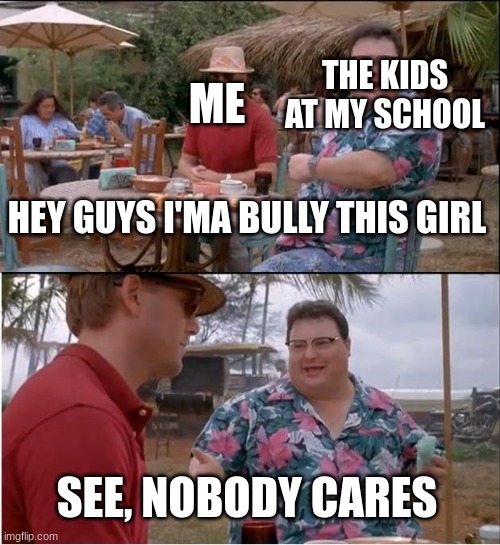 ME
THE KIDS
AT MY SCHOOL
HEY GUYS I'MA BULLY THIS GIRL
SEE, NOBODY CARES
imgflip.com